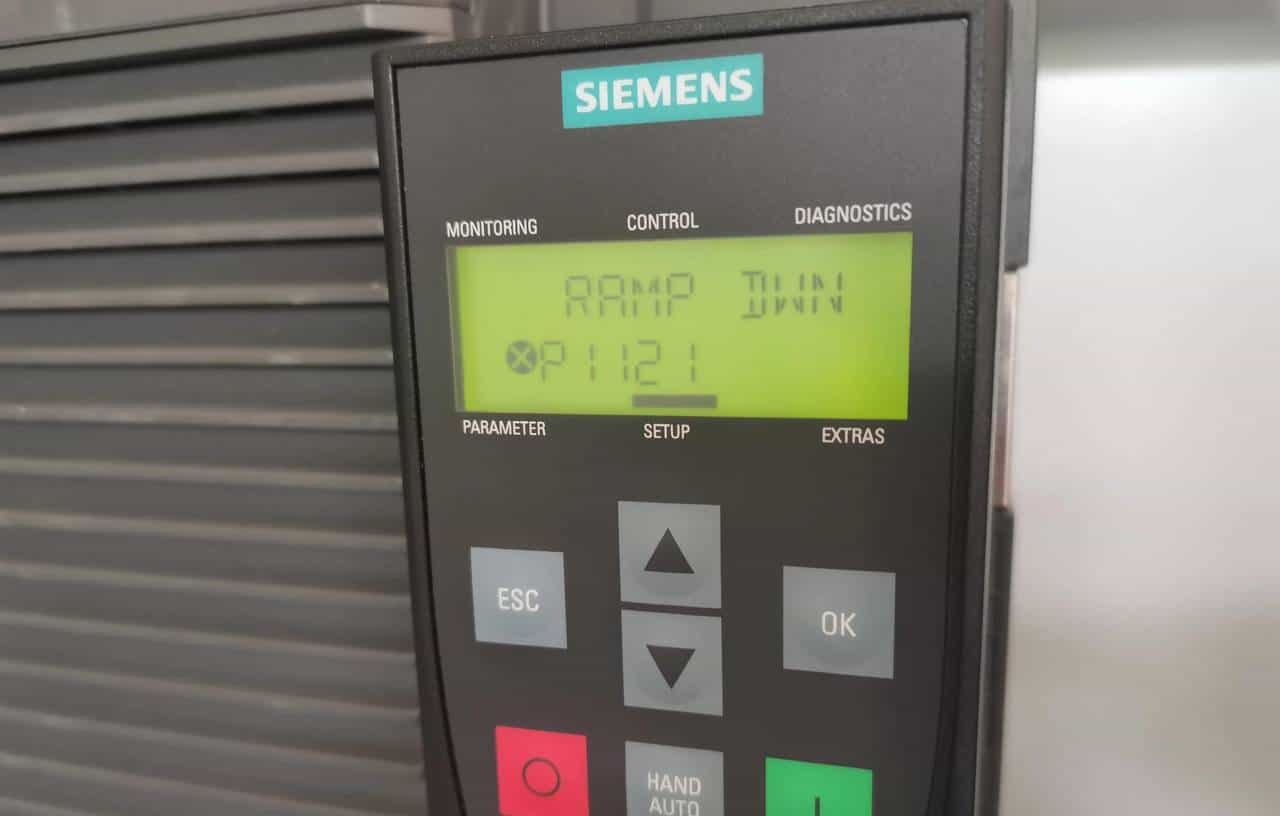 SIEMENS
MONITORING CONTROL DIAGNOSTICS
RAMP DWN
P1121
PARAMETER SETUP EXTRAS
ESC
OK
HAND
AUTO